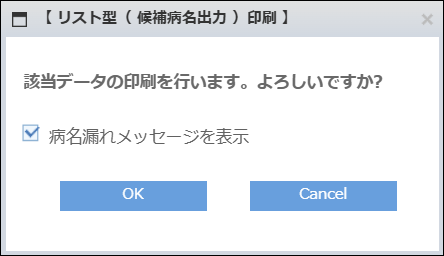 【 リスト型（ 候補病名出力 ）印刷 】
該当データの印刷を行います。よろしいですか?
病名漏れメッセージを表示
OK
Cancel